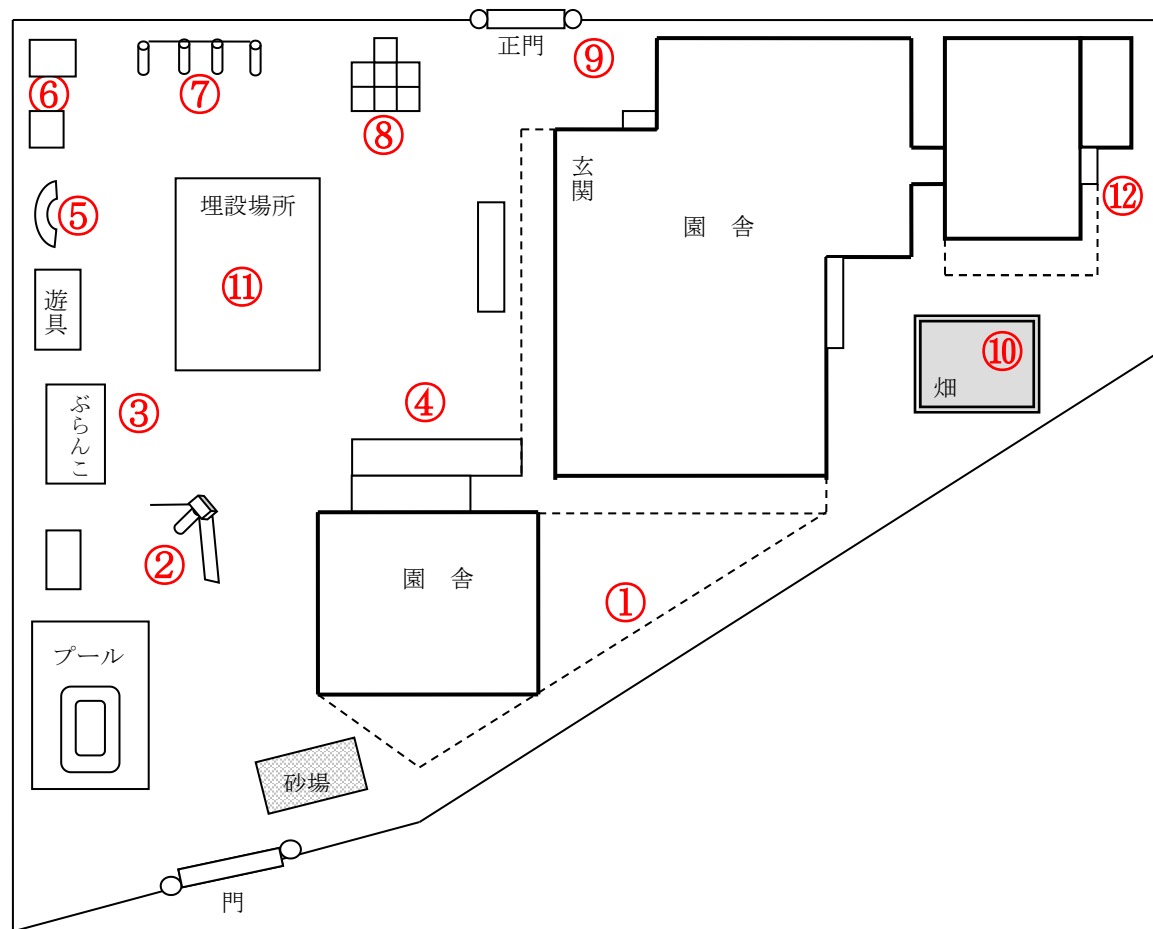 正門
⑨
⑥
⑦
⑧
玄関
⑤
埋設場所
園　舎
⑫
⑪
遊具
⑩
畑
ぶらんこ
③
④
②
園　舎
①
プール
砂場
門